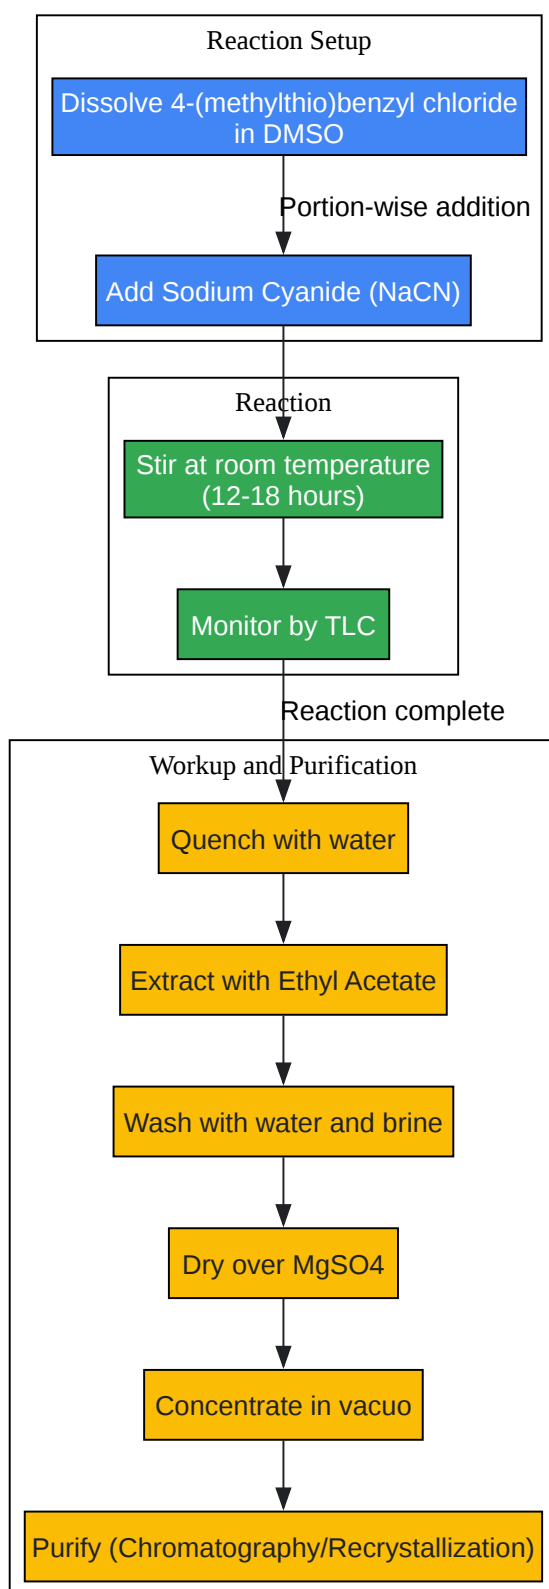 Reaction Setup
Dissolve 4-(methylthio)benzyl chloride
in DMSO
Portion-wise addition
Add Sodium Cyanide (NaCN)
Reaction
Stir at room temperature
(12-18 hours)
Monitor by TLC
Reaction complete
Workup and Purification
Quench with water
Extract with Ethyl Acetate
Wash with water and brine
Dry over MgSO4
Concentrate in vacuo
Purify (Chromatography/Recrystallization)